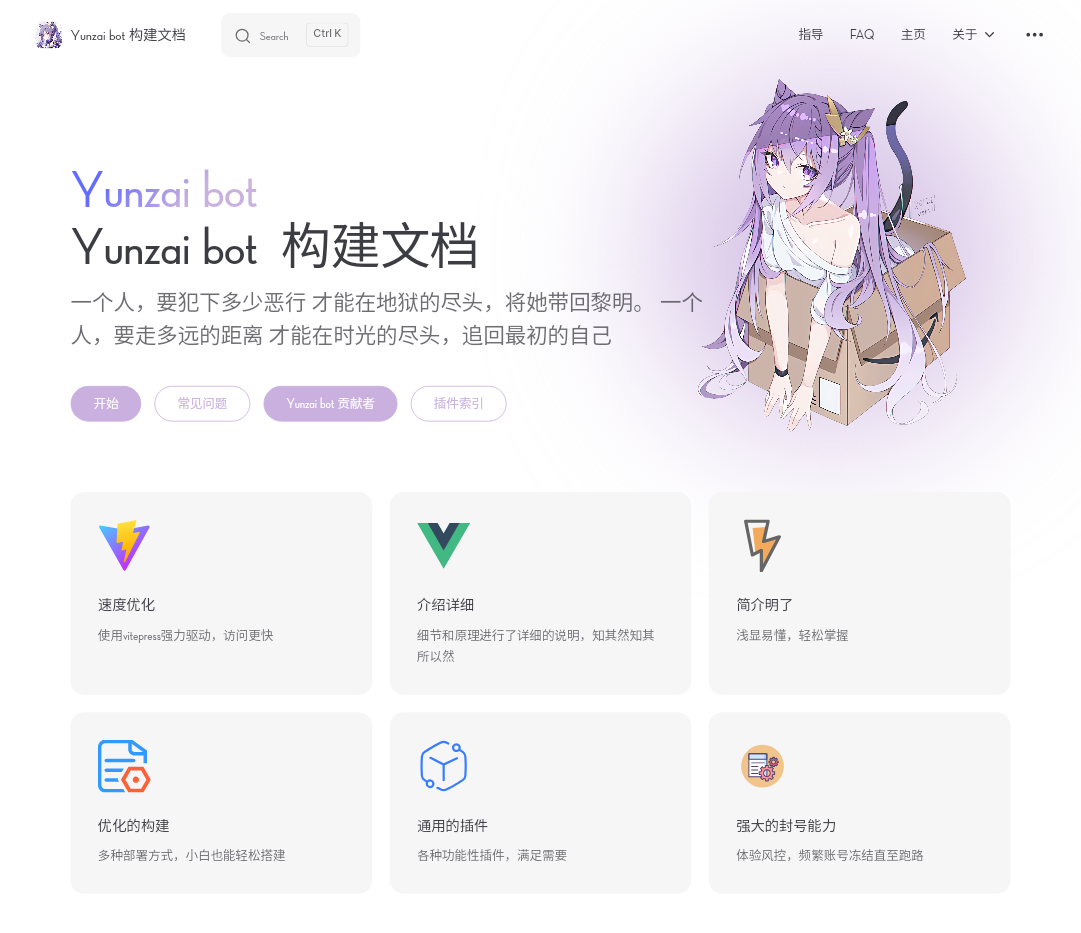 Yunzai bot 构建文档
Search
Ctrl K
指导
FAQ
主页
关于
Yunzai bot
Yunzai bot 构建文档
一个人，要犯下多少恶行 才能在地狱的尽头，将她带回黎明。 一个
人，要走多远的距离 才能在时光的尽头，追回最初的自己
开始
常见问题
Yunzai bot 贡献者
插件索引
速度优化
使用vitepress强力驱动，访问更快
介绍详细
细节和原理进行了详细的说明，知其然知其
所以然
简介明了
浅显易懂，轻松掌握
优化的构建
多种部署方式，小白也能轻松搭建
通用的插件
各种功能性插件，满足需要
强大的封号能力
体验风控，频繁账号冻结直至跑路